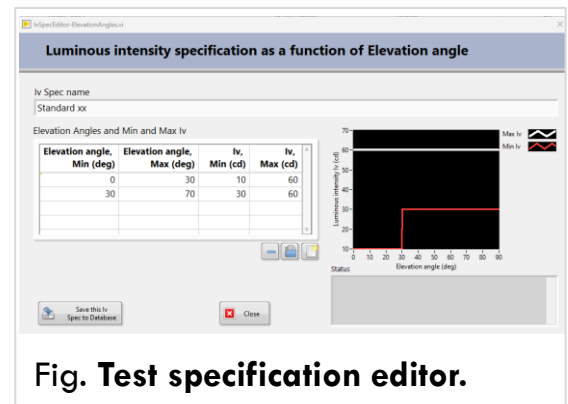 IvSpecEditor-ElevationAngles.vi
Luminous intensity specification as a function of Elevation angle
Iv Spec name
Standard xx
Elevation Angles and Min and Max Iv
Elevation angle, Min (deg) Elevation angle, Max (deg) Iv, Min (cd) Iv, Max (cd)
0 30 10 60
30 70 30 60
Max Iv
Min Iv
Luminous intensity Iv (cd)
70
60
50
40
30
20
10
0 10 20 30 40 50 60 70 80 90
Elevation angle (deg)
Status
Save this Iv
Spec to Database
Close
Fig. Test specification editor.